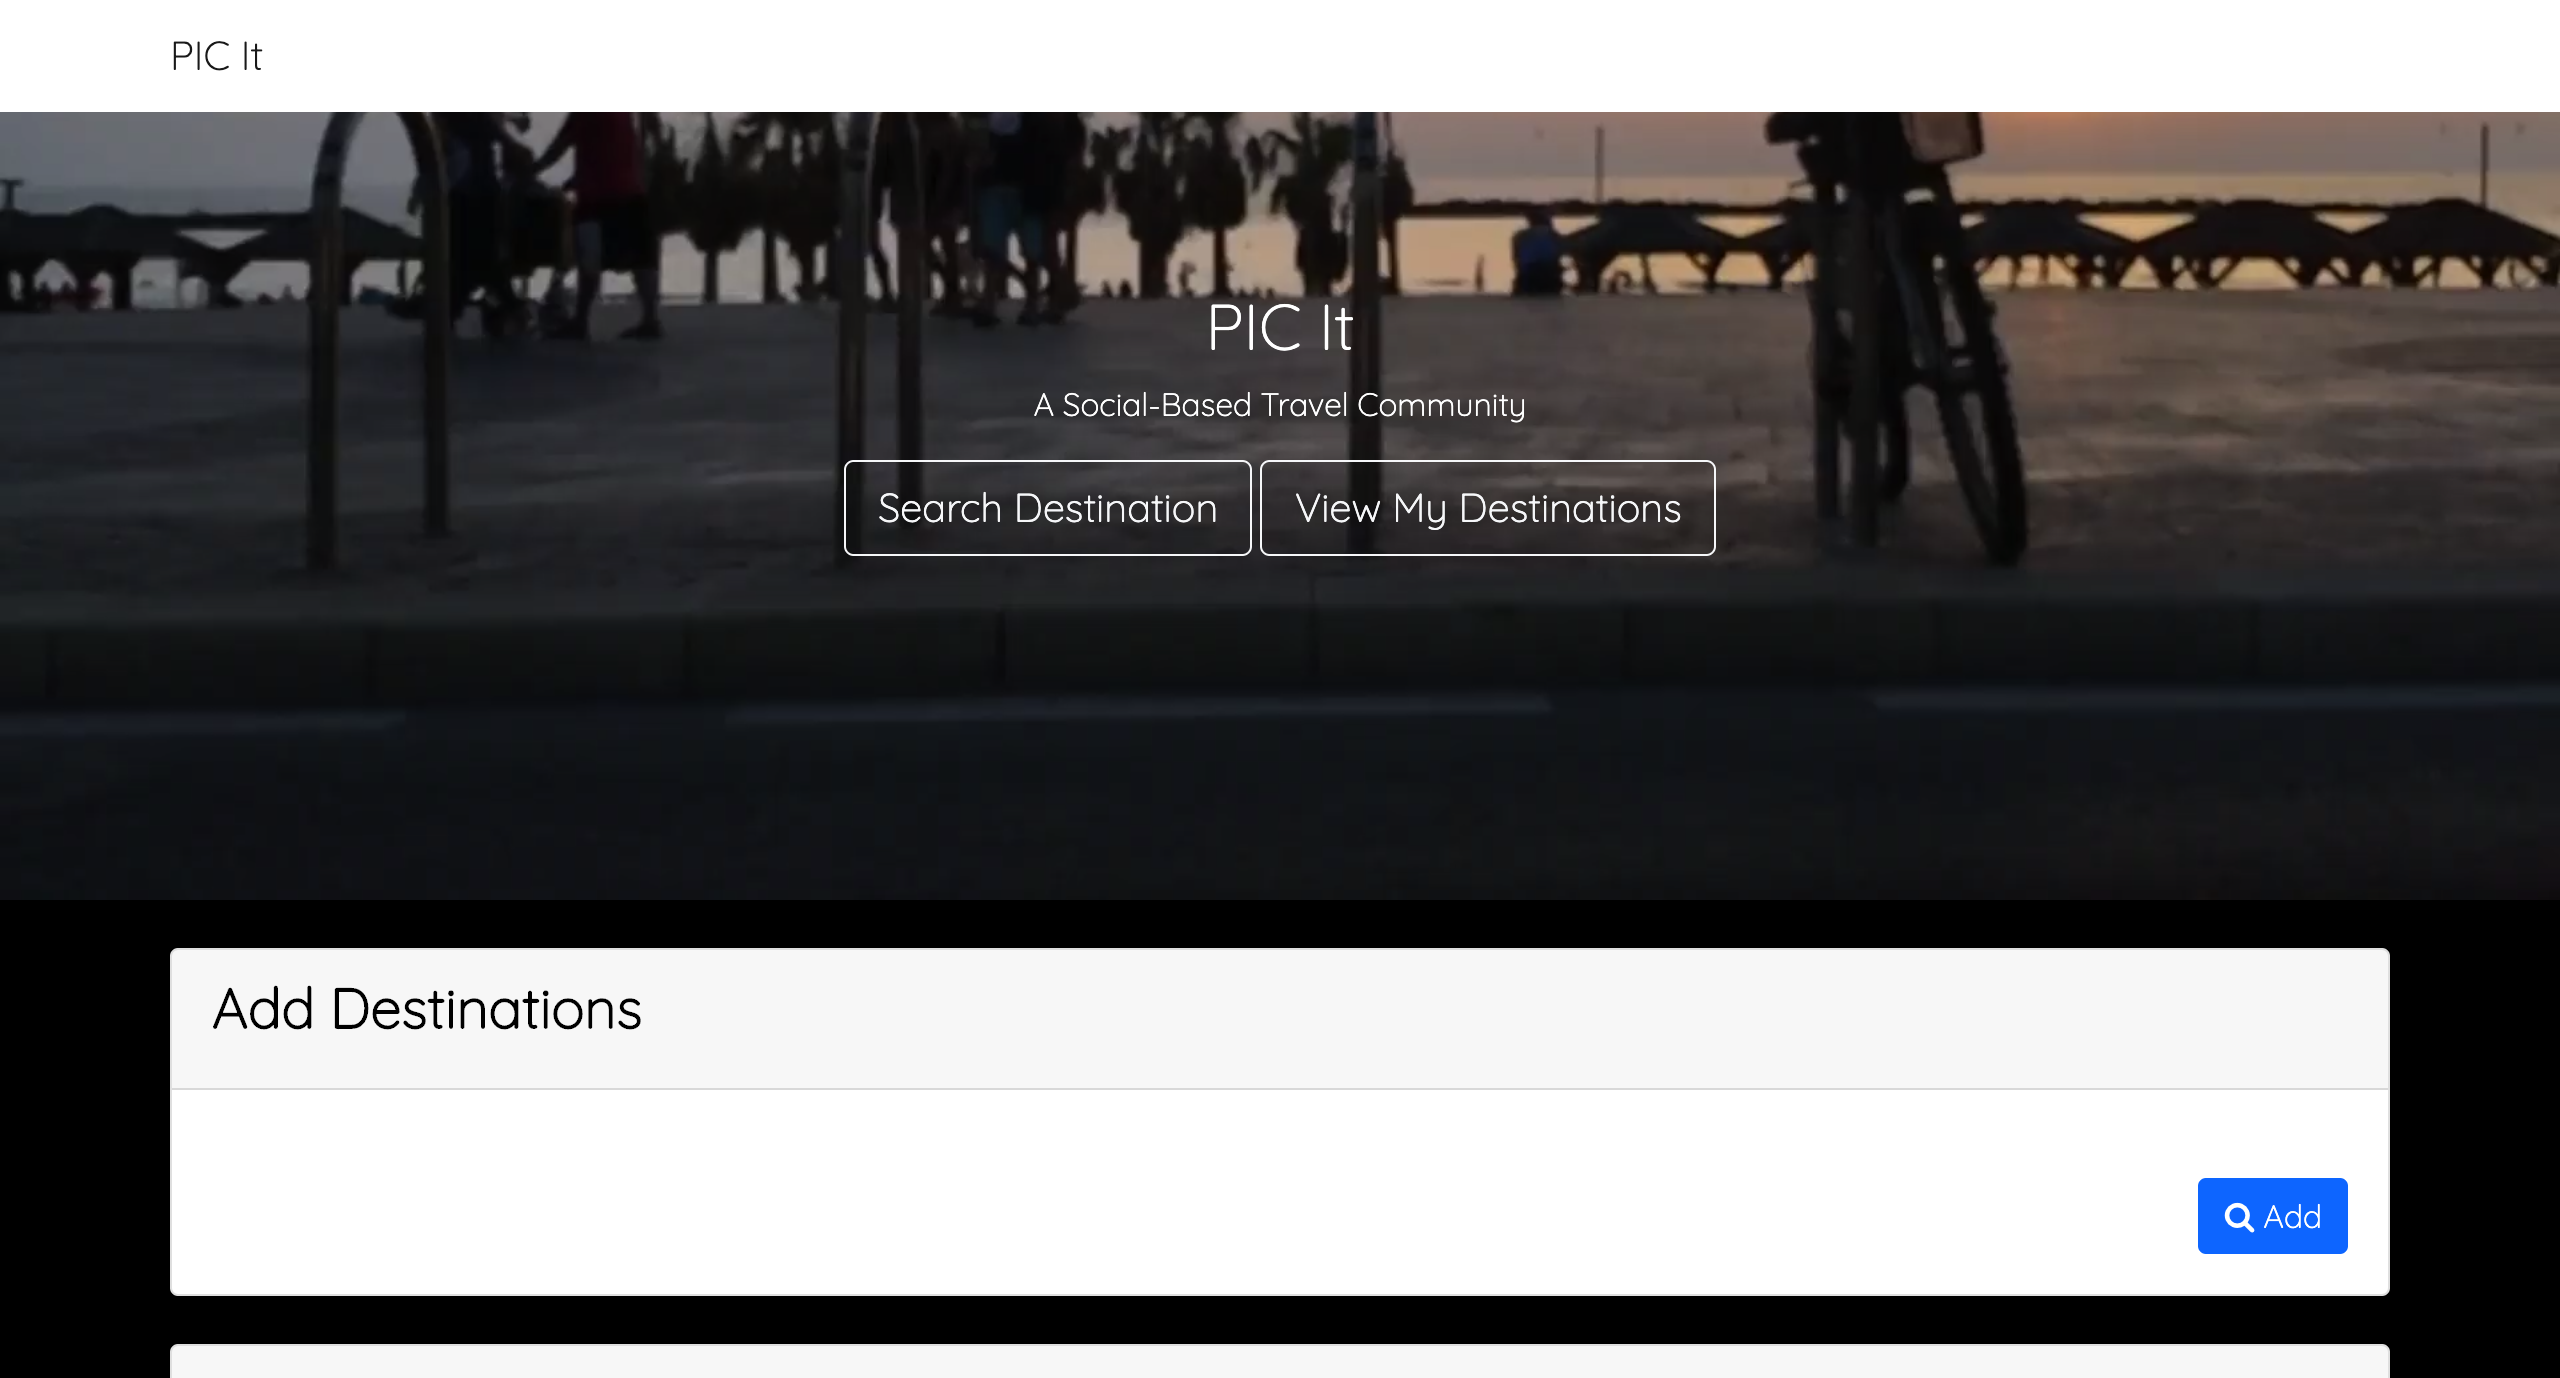 PIC It
PIC It
A Social-Based Travel Community
Search Destination
View My Destinations
Add Destinations
Add